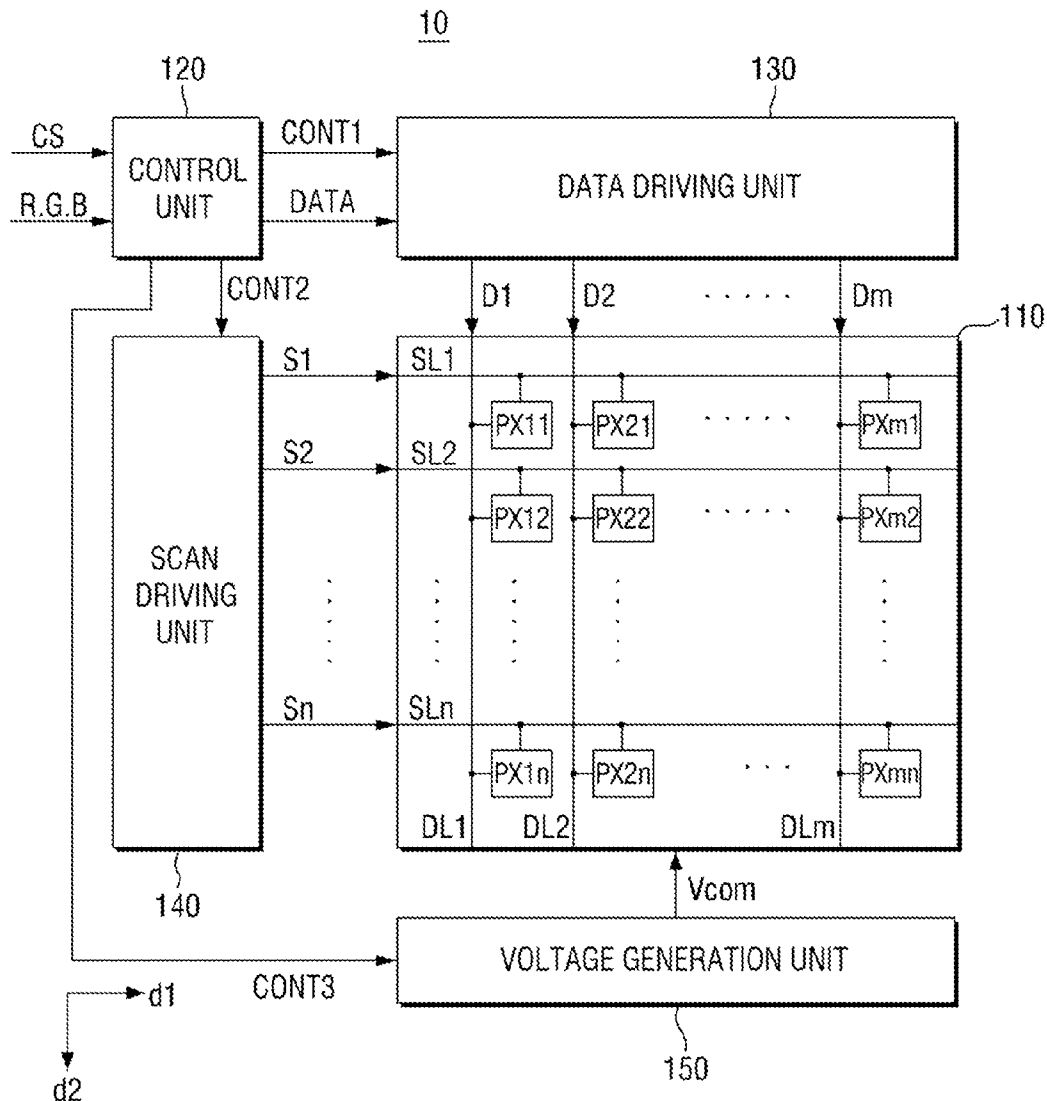 10
120
130
CS
CONT1
CONTROL
UNIT
DATA DRIVING UNIT
R.G.B
DATA
CONT2
D1
D2
Dm
110
S1
SL1
PX11
PX21
PXm1
S2
SL2
PX12
PX22
PXm2
SCAN
DRIVING
UNIT
Sn
SLn
PX1n
PX2n
PXmn
DL1
DL2
DLm
140
Vcom
VOLTAGE GENERATION UNIT
CONT3
d1
150
d2